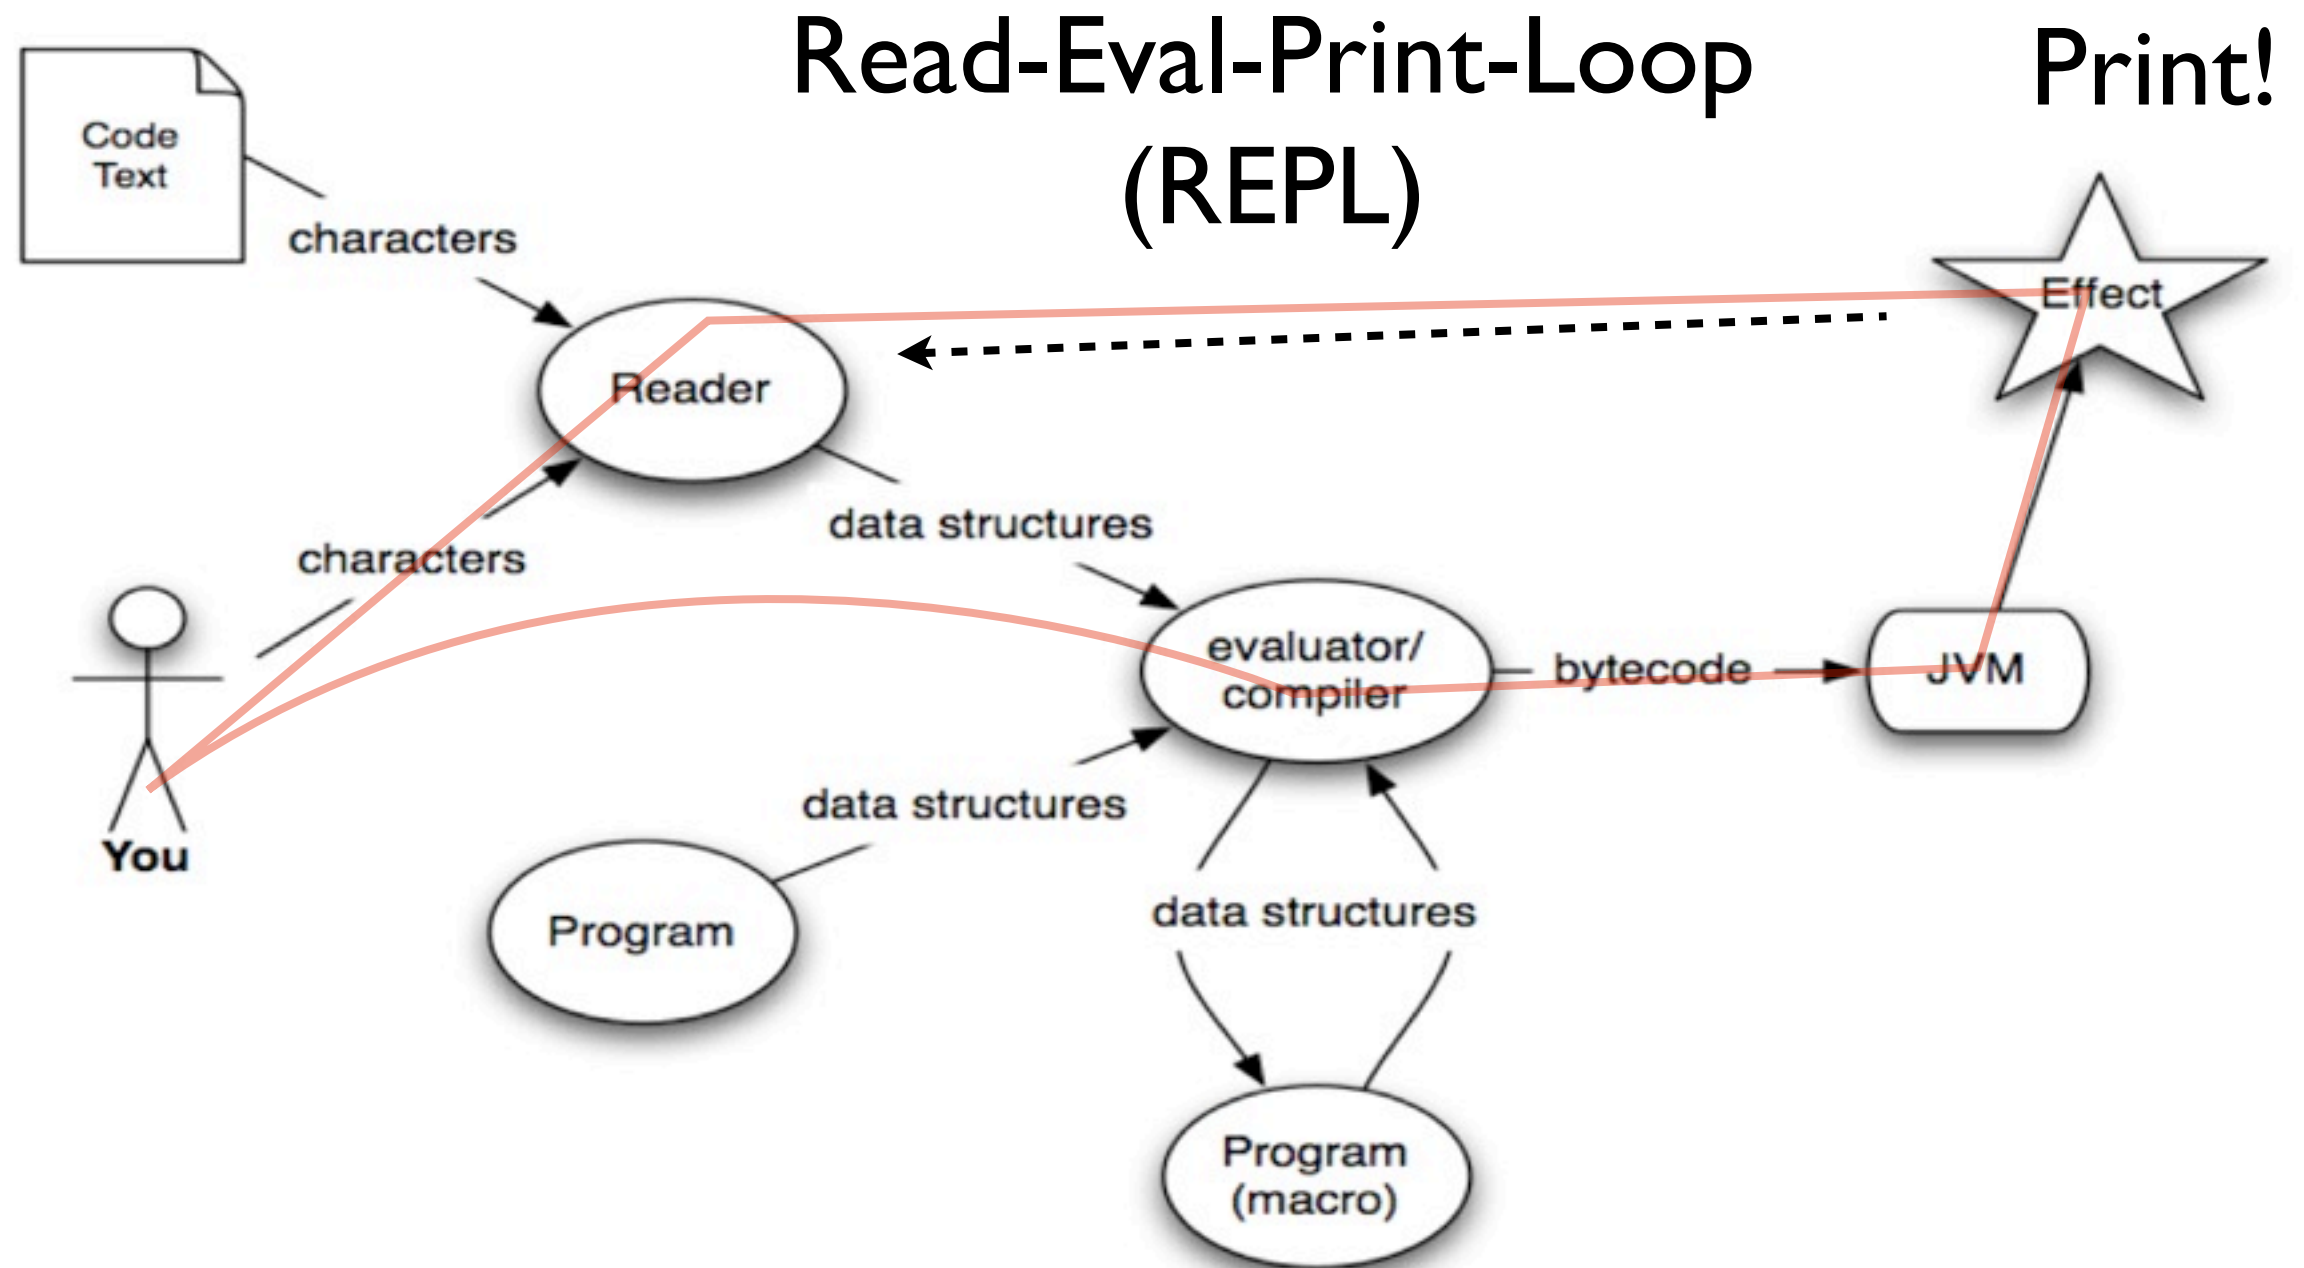 Read-Eval-Print-Loop
(REPL)
Print!
Code
Text
characters
Effect
Reader
data structures
characters
evaluator/
compiler
bytecode
JVM
data structures
You
Program
data structures
Program
(macro)